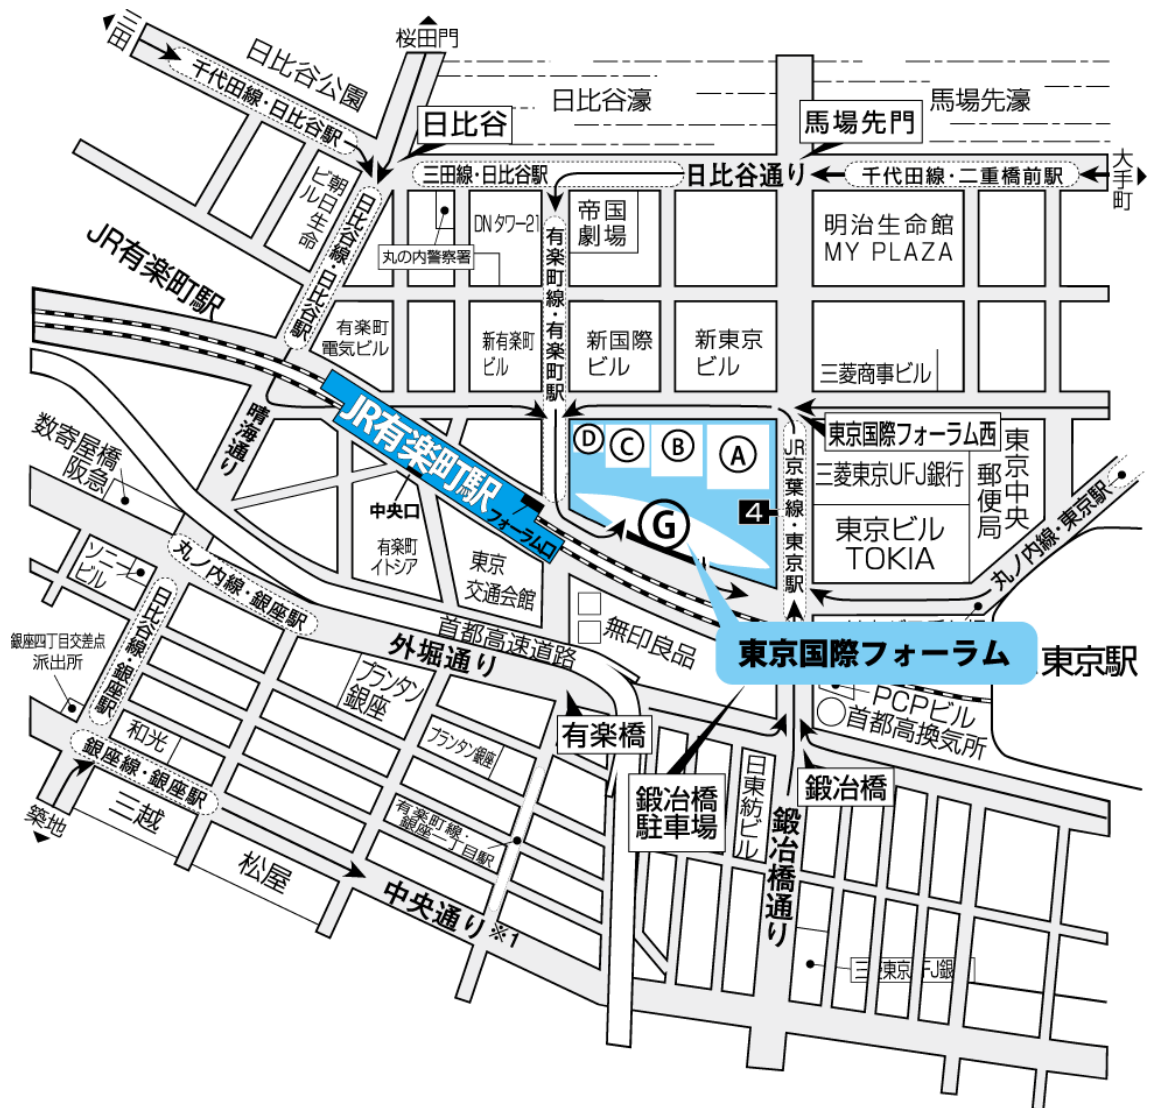 三田
桜田門
日比谷公園
千代田線・日比谷駅
日比谷
日比谷濠
馬場先門
馬場先濠
大手町
三田線・日比谷駅
日比谷通り
千代田線・二重橋前駅
朝日生命
ビル
日比谷線・日比谷駅
丸の内警察署
DNタワー21
有楽町線・有楽町駅
帝国
劇場
明治生命館
MY PLAZA
JR有楽町駅
有楽町
電気ビル
新有楽町
ビル
新国際
ビル
新東京
ビル
三菱商事ビル
晴海通り
JR有楽町駅
中央口
フォーラム口
D
C
B
A
G
4
JR京葉線・東京駅
東京国際フォーラム西
三菱東京UFJ銀行
東京ビル
TOKIA
東京中央
郵便局
丸ノ内線・東京駅
数寄屋橋
阪急
ソニー
ビル
丸ノ内線・銀座駅
有楽町
イトシア
東京
交通会館
首都高速道路
無印良品
東京国際フォーラム
東京駅
PCPビル
首都高換気所
銀座四丁目交差点
派出所
日比谷線・銀座駅
外堀通り
プランタン
銀座
有楽橋
プランタン銀座
和光
銀座線・銀座駅
築地
三越
松屋
有楽町線・
銀座一丁目駅
中央通り※1
鍛冶橋
駐車場
日東紡ビル
鍛冶橋
鍛冶橋通り